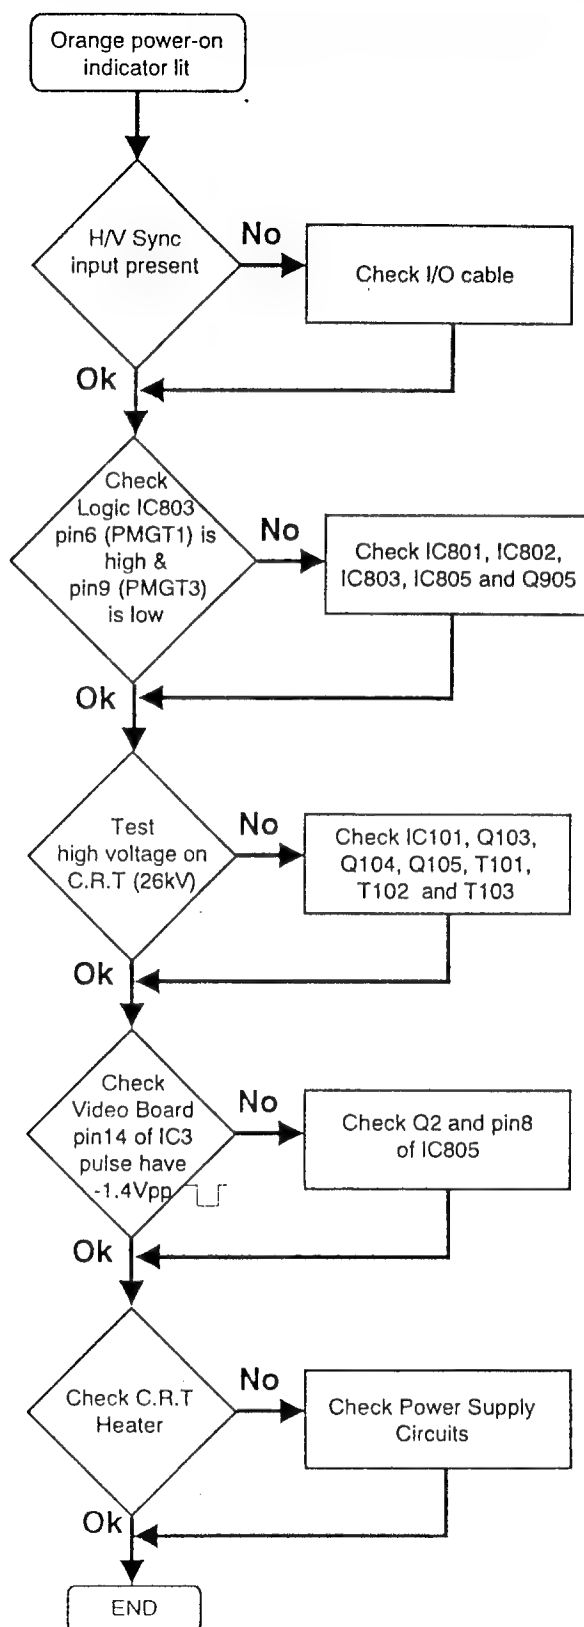 Orange power-on
indicator lit
H/V Sync
input present
No
Check I/O cable
Ok
Check
Logic IC803
pin6 (PMGT1) is
high &
pin9 (PMGT3)
is low
No
Check IC801, IC802,
IC803, IC805 and Q905
Ok
Test
high voltage on
C.R.T (26kV)
No
Check IC101, Q103,
Q104, Q105, T101,
T102 and T103
Ok
Check
Video Board
pin14 of IC3
pulse have
-1.4Vpp
No
Check Q2 and pin8
of IC805
Ok
Check C.R.T
Heater
No
Check Power Supply
Circuits
Ok
END